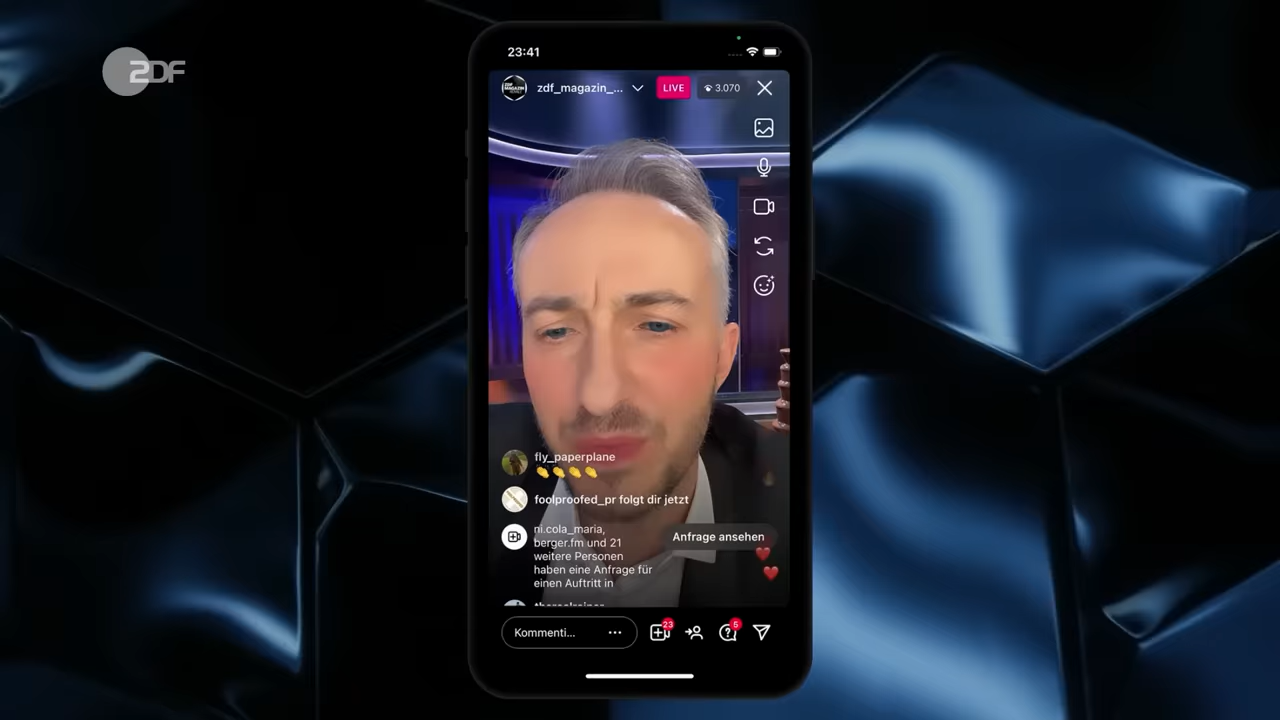 ZDF
23:41
zdf_magazin_...
LIVE
3.070
fly_paperplane
foolproofed_pr folgt dir jetzt
ni.cola_maria,
berger.fm und 21
weitere Personen
haben eine Anfrage für
einen Auftritt in
Anfrage ansehen
Kommenti...
23
5